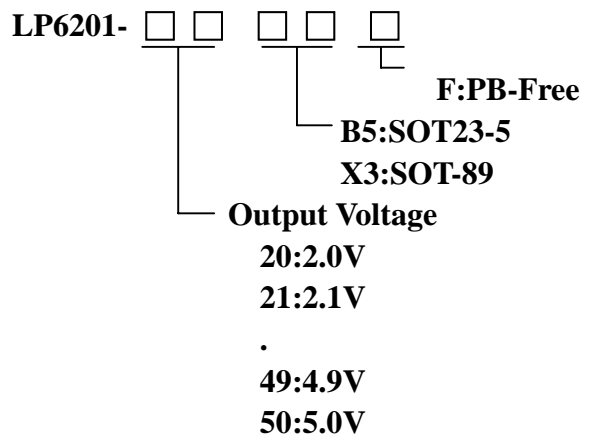 LP6201- □ □ □ □ □
F:PB-Free
B5:SOT23-5
X3:SOT-89
Output Voltage
20:2.0V
21:2.1V
.
49:4.9V
50:5.0V